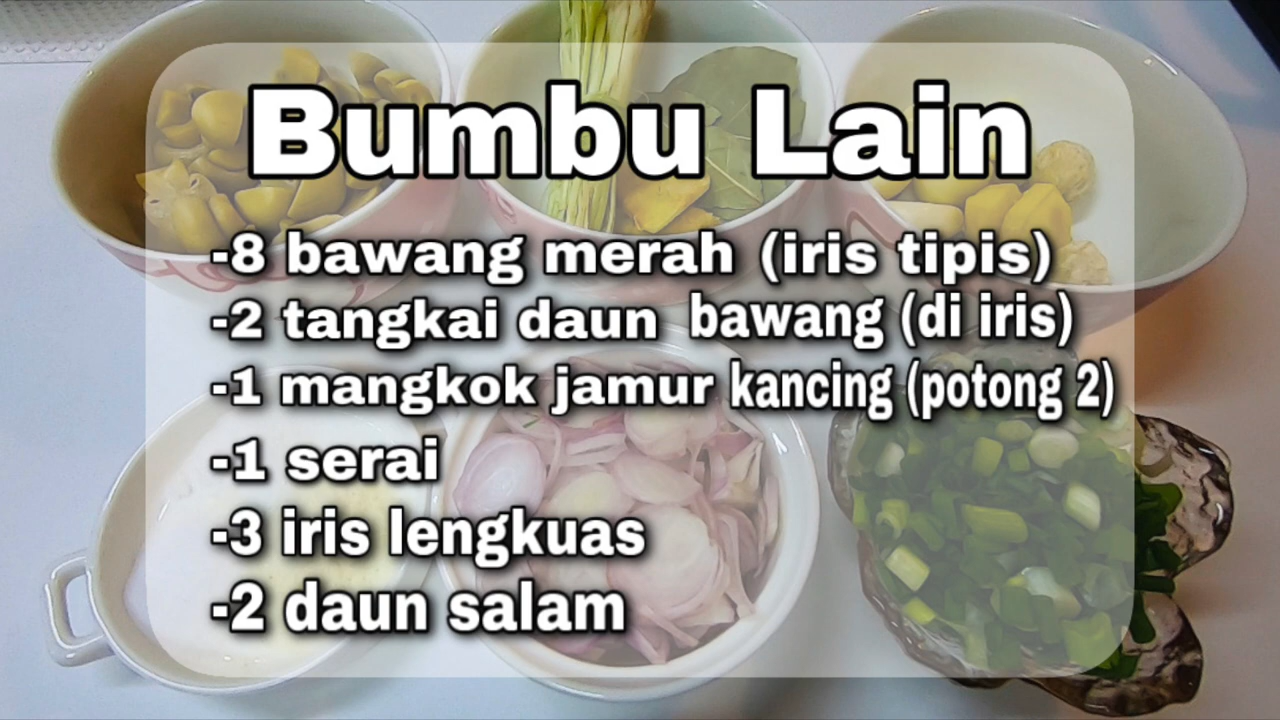 Bumbu Lain
-8 bawang merah (iris tipis)
-2 tangkai daun bawang (di iris)
-1 mangkok jamur kancing (potong 2)
-1 serai
-3 iris lengkuas
-2 daun salam